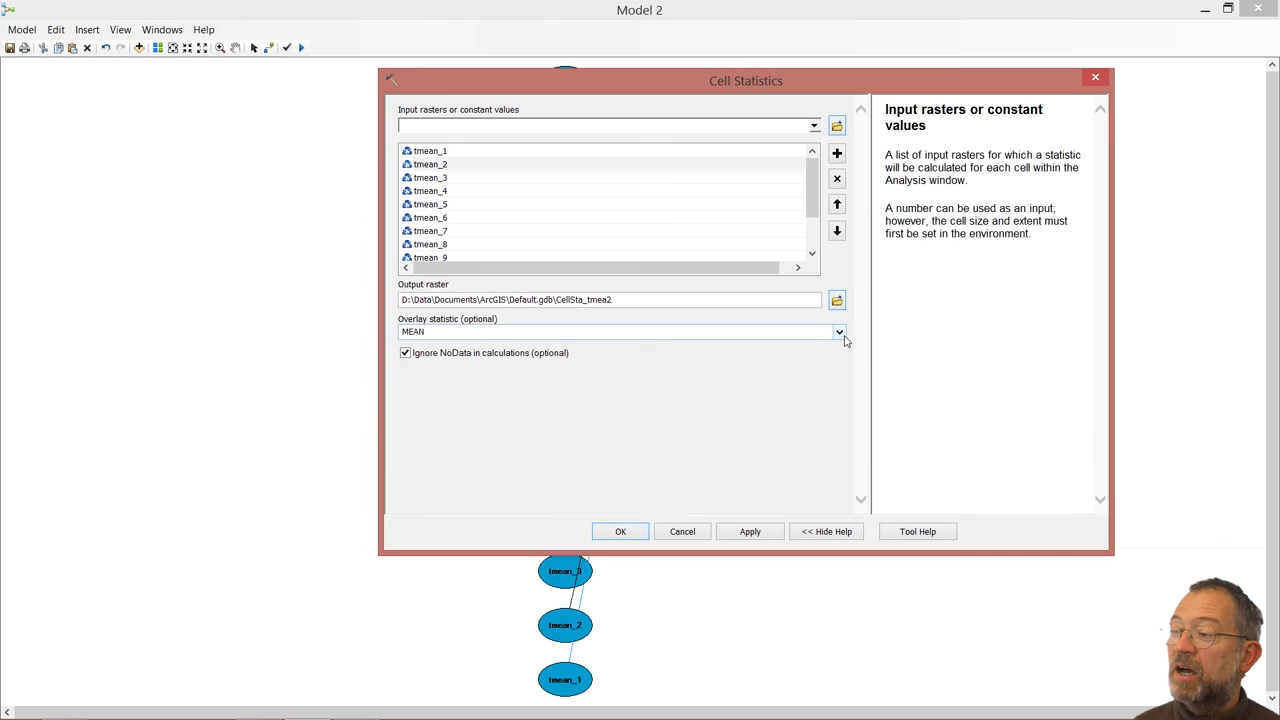 Model 2
Model Edit Insert View Windows Help
Cell Statistics
Input rasters or constant values
tmean_1
tmean_2
tmean_3
tmean_4
tmean_5
tmean_6
tmean_7
tmean_8
tmean_9
Output raster
D:\Data\Documents\ArcGIS\Default.gdb\CellSta_tmea2
Overlay statistic (optional)
MEAN
Ignore NoData in calculations (optional)
OK Cancel Apply << Hide Help Tool Help
Input rasters or constant
values
A list of input rasters for which a statistic
will be calculated for each cell within the
Analysis window.
A number can be used as an input;
however, the cell size and extent must
first be set in the environment.
tmean_3
tmean_2
tmean_1